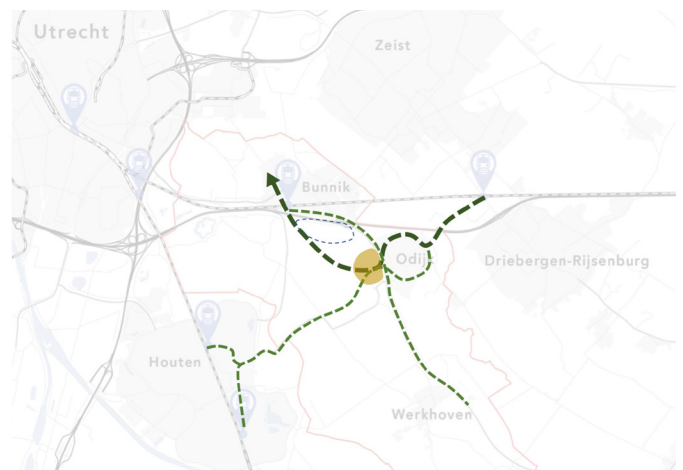 Utrecht
Zeist
Bunnik
Odijk
Driebergen-Rijsenburg
Houten
Werkhoven